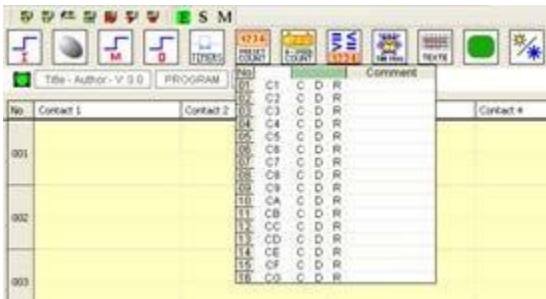 E S M
I M O TIMERS 1234 PRESET COUNT COUNT 1234 TEXTS
Title - Author - V 0.0 PROGRAM
No Comment
01 C1 C D R
02 C2 C D R
03 C3 C D R
04 C4 C D R
05 C5 C D R
06 C6 C D R
07 C7 C D R
08 C8 C D R
09 C9 C D R
10 CA C D R
11 CB C D R
12 CC C D R
13 CD C D R
14 CE C D R
15 CF C D R
16 CG C D R
No Contact 1 Contact 2 Contact 4
001
002
003